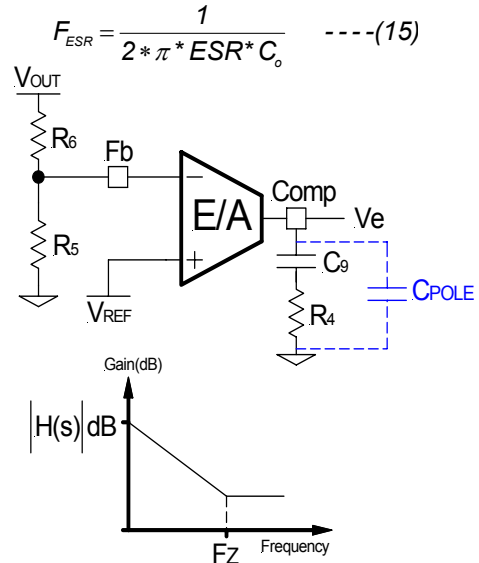 F_ESR = 1 / (2 * π * ESR * C_o) ----(15)
VOUT
R6
Fb
E/A
Comp
Ve
R5
C9
CPOLE
R4
VREF
Gain(dB)
|H(s)| dB
FZ
Frequency